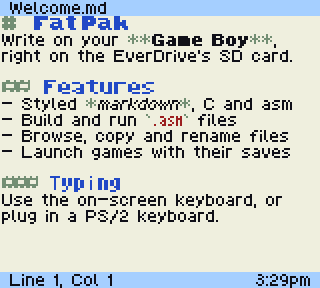 Welcome.md
# FatPak
Write on your **Game Boy**,
right on the EverDrive's SD card.
## Features
- Styled *markdown*, C and asm
- Build and run `.asm` files
- Browse, copy and rename files
- Launch games with their saves
### Typing
Use the on-screen keyboard, or
plug in a PS/2 keyboard.
Line 1, Col 1 3:29pm